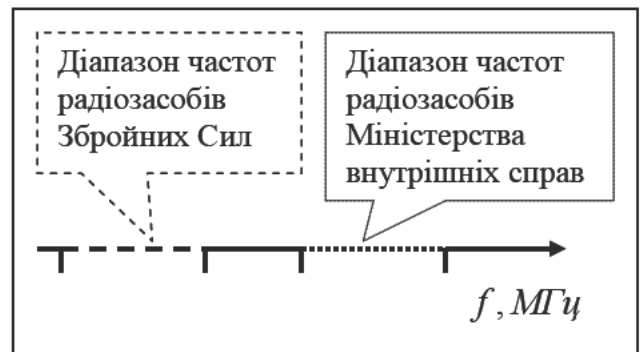 Діапазон частот
радіозасобів
Збройних Сил
Діапазон частот
радіозасобів
Міністерства
внутрішніх справ
f, МГц